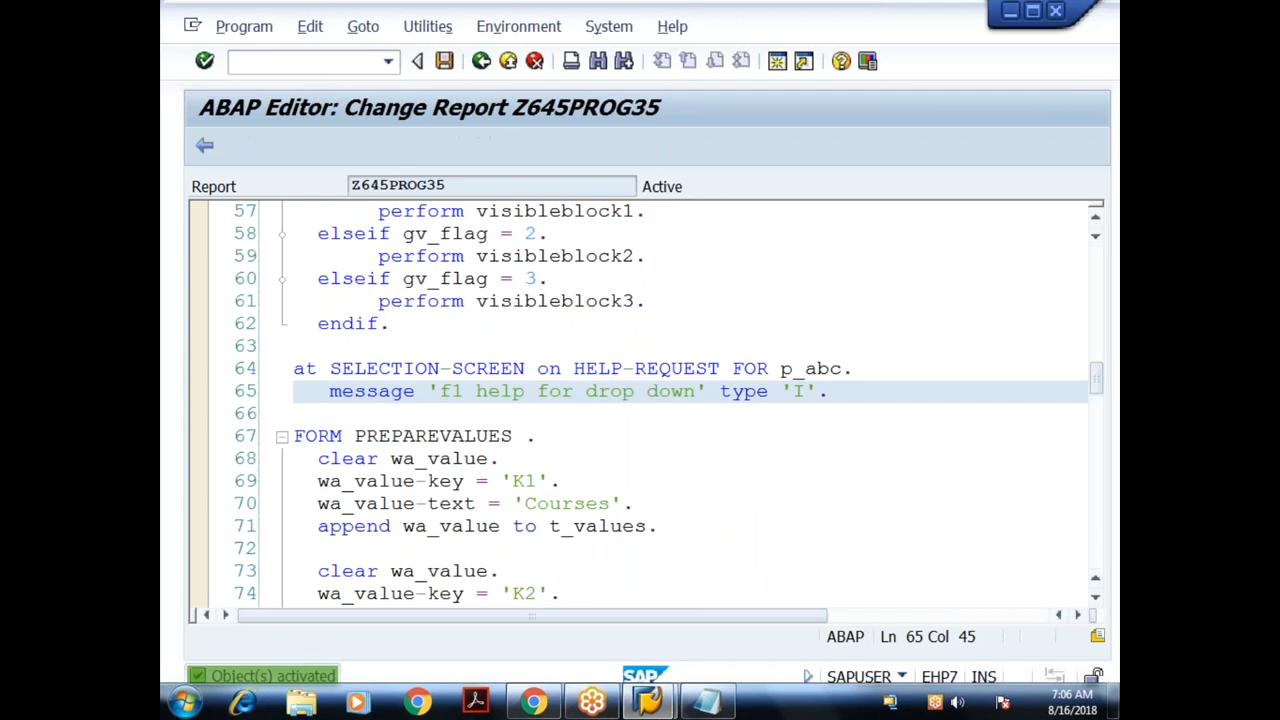 Program Edit Goto Utilities Environment System Help
ABAP Editor: Change Report Z645PROG35
Report Z645PROG35 Active
57 perform visibleblock1.
58 elseif gv_flag = 2.
59 perform visibleblock2.
60 elseif gv_flag = 3.
61 perform visibleblock3.
62 endif.
63
64 at SELECTION-SCREEN on HELP-REQUEST FOR p_abc.
65 message 'f1 help for drop down' type 'I'.
66
67 FORM PREPAREVALUES .
68 clear wa_value.
69 wa_value-key = 'K1'.
70 wa_value-text = 'Courses'.
71 append wa_value to t_values.
72
73 clear wa_value.
74 wa_value-key = 'K2'.
ABAP Ln 65 Col 45
Object(s) activated SAP SAPUSER EHP7 INS
7:06 AM
8/16/2018